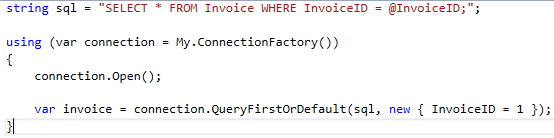 string sql = "SELECT * FROM Invoice WHERE InvoiceID = @InvoiceID;";
using (var connection = My.ConnectionFactory())
{
connection.Open();
var invoice = connection.QueryFirstOrDefault(sql, new { InvoiceID = 1 });
}